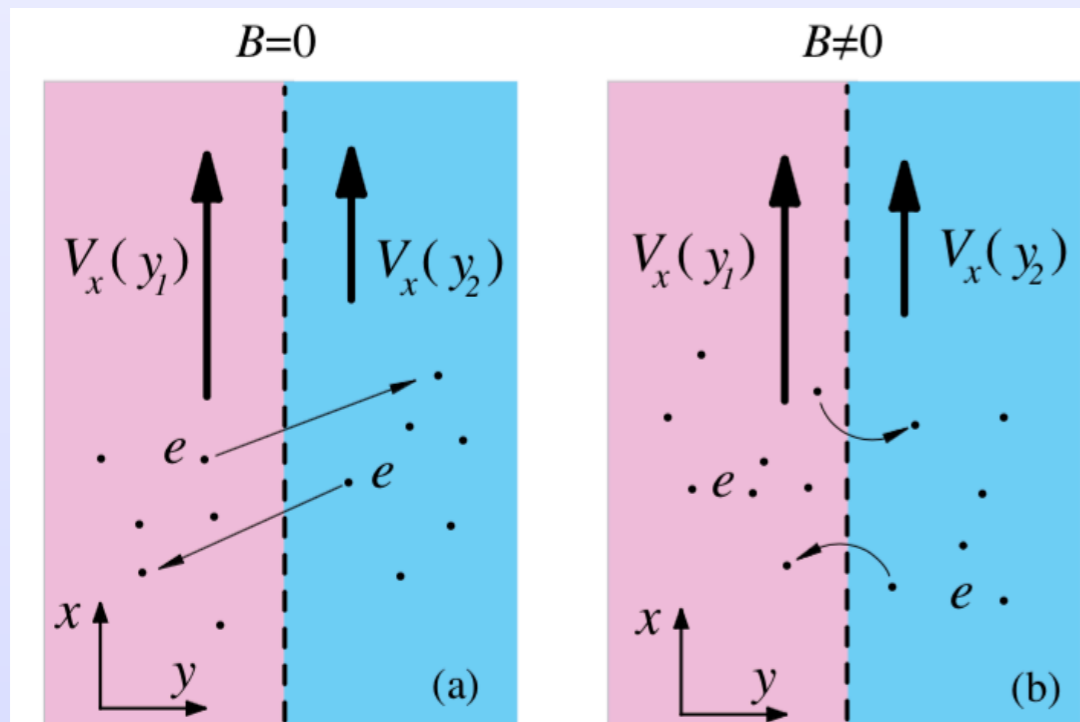 B=0
V_x(y_1)
V_x(y_2)
e
e
x
y
(a)
B≠0
V_x(y_1)
V_x(y_2)
e
e
x
y
(b)